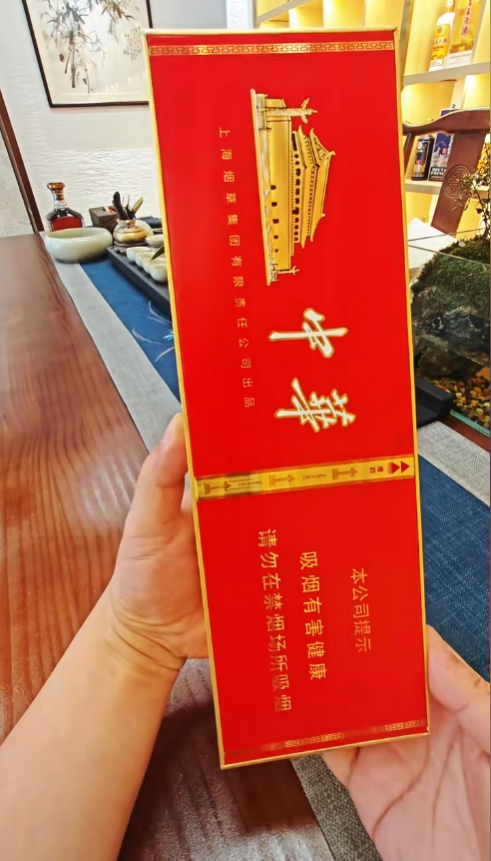 中華
上海烟草集团有限责任公司出品
本公司提示
吸烟有害健康
请勿在禁烟场所吸烟